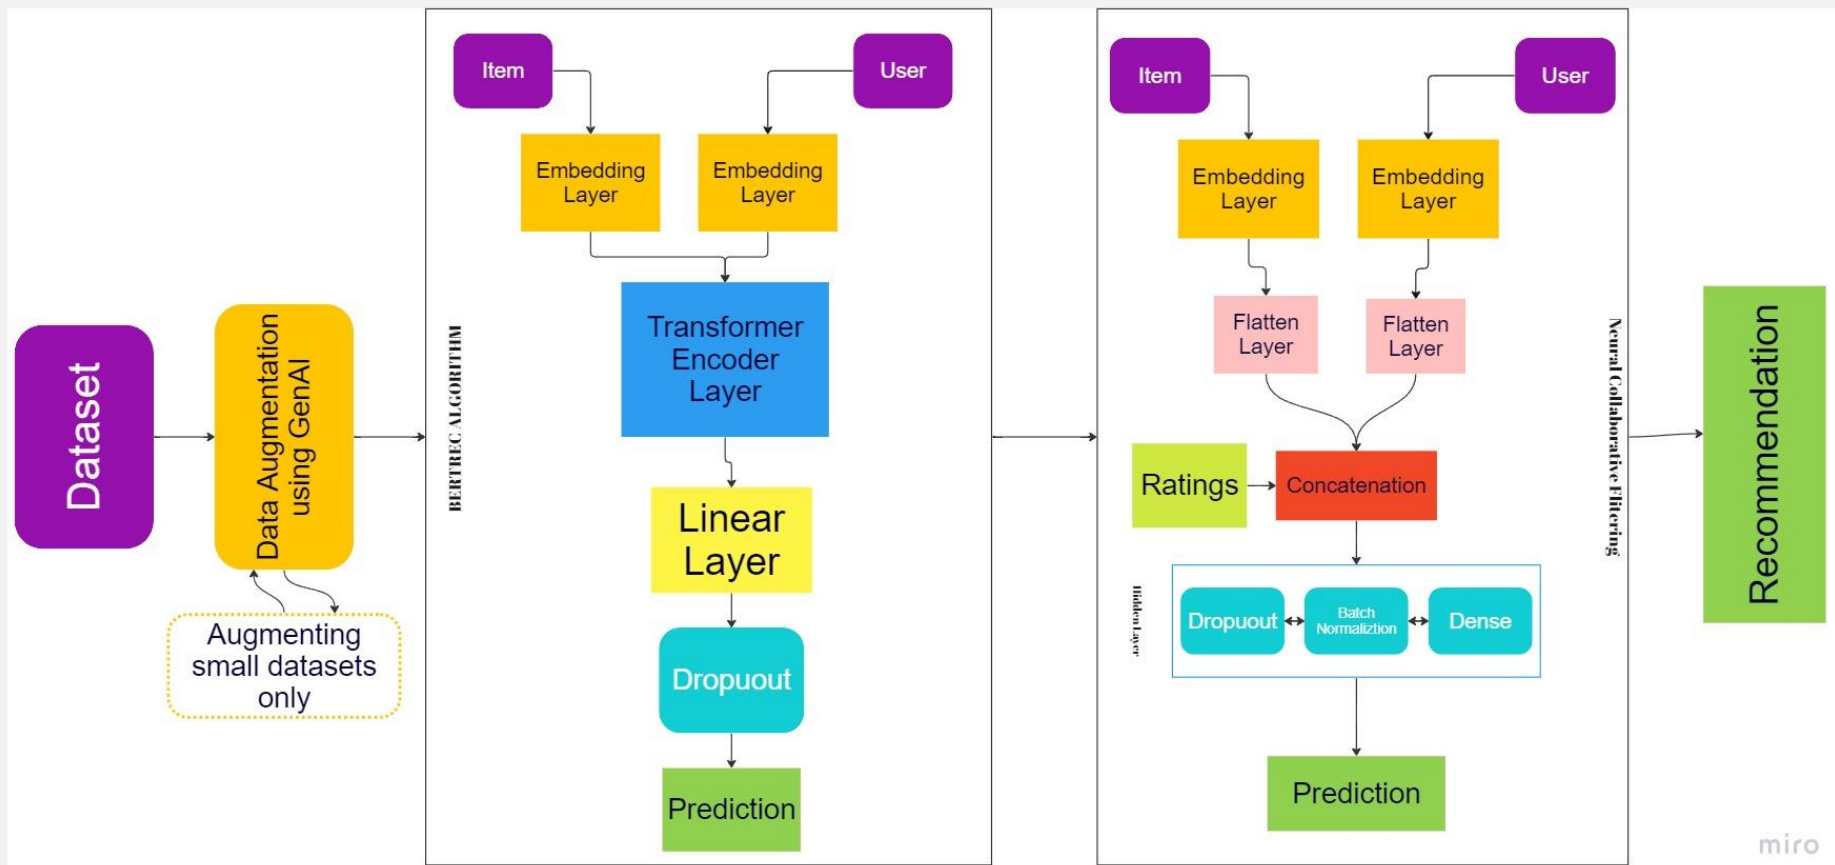 Dataset
Data Augmentation
using GenAI
Augmenting
small datasets
only
BERTREC ALGORITHM
Item
User
Embedding
Layer
Embedding
Layer
Transformer
Encoder
Layer
Linear
Layer
Dropuout
Prediction
Item
User
Embedding
Layer
Embedding
Layer
Flatten
Layer
Flatten
Layer
Ratings
Concatenation
Hidden Layer
Dropuout
Batch
Normaliztion
Dense
Prediction
Neural Collaborative Flitering
Recommendation
miro